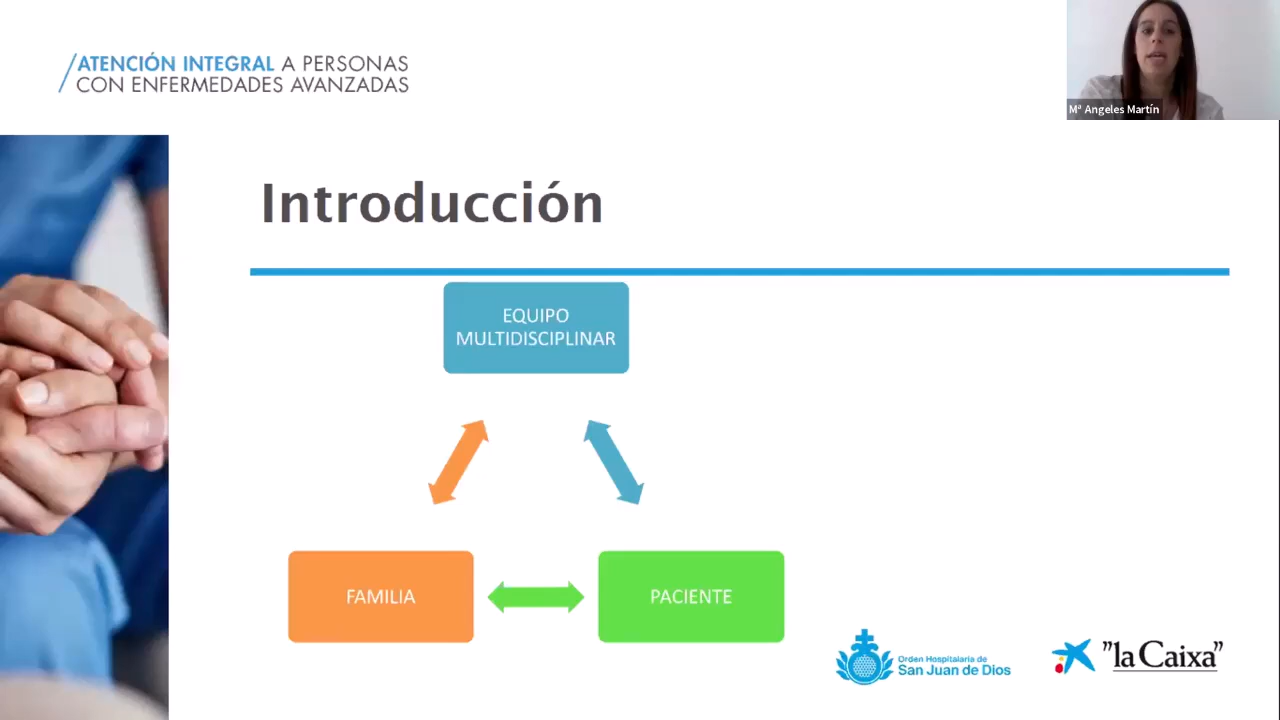 /ATENCIÓN INTEGRAL A PERSONAS
CON ENFERMEDADES AVANZADAS
Mª Angeles Martín
Introducción
EQUIPO
MULTIDISCIPLINAR
FAMILIA
PACIENTE
Orden Hospitalaria de
San Juan de Dios
"la Caixa"